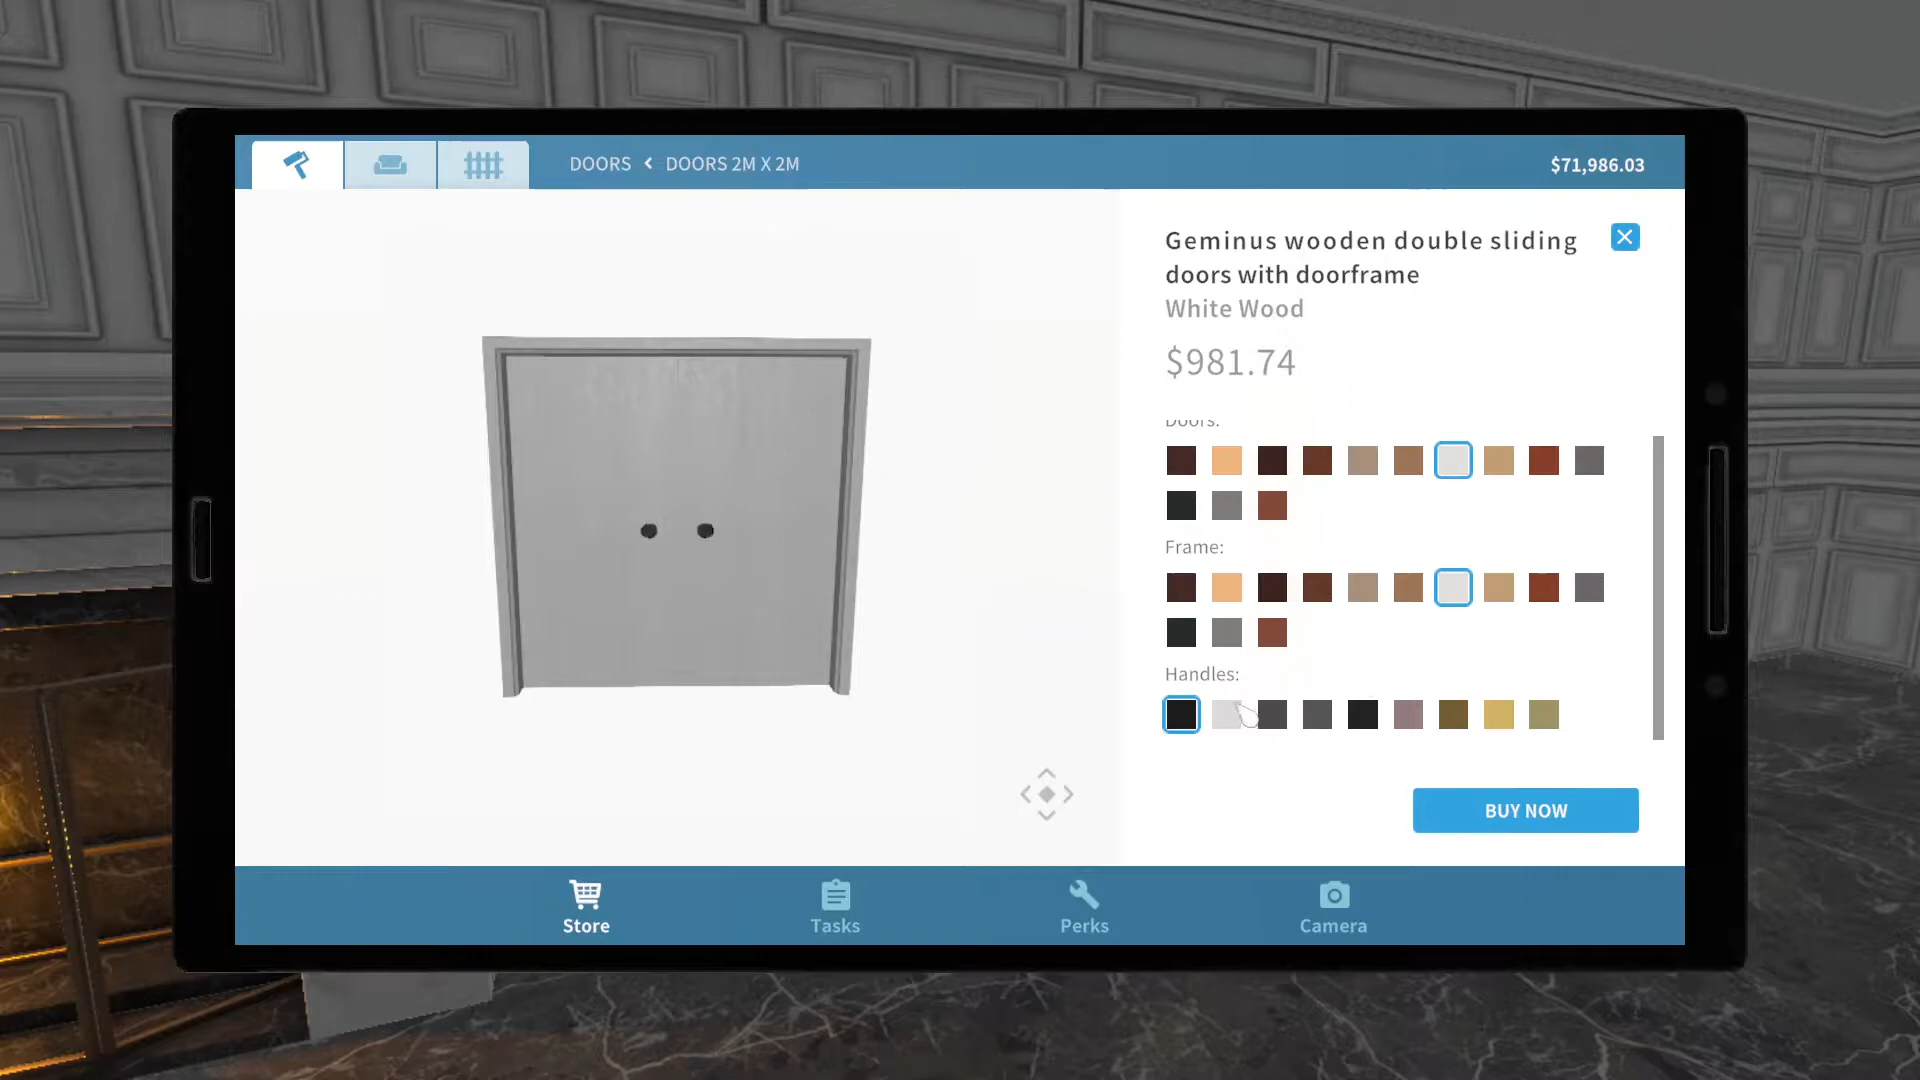 DOORS < DOORS 2M X 2M
$71,986.03
Geminus wooden double sliding
doors with doorframe
White Wood
$981.74
Doors:
Frame:
Handles:
BUY NOW
Store
Tasks
Perks
Camera